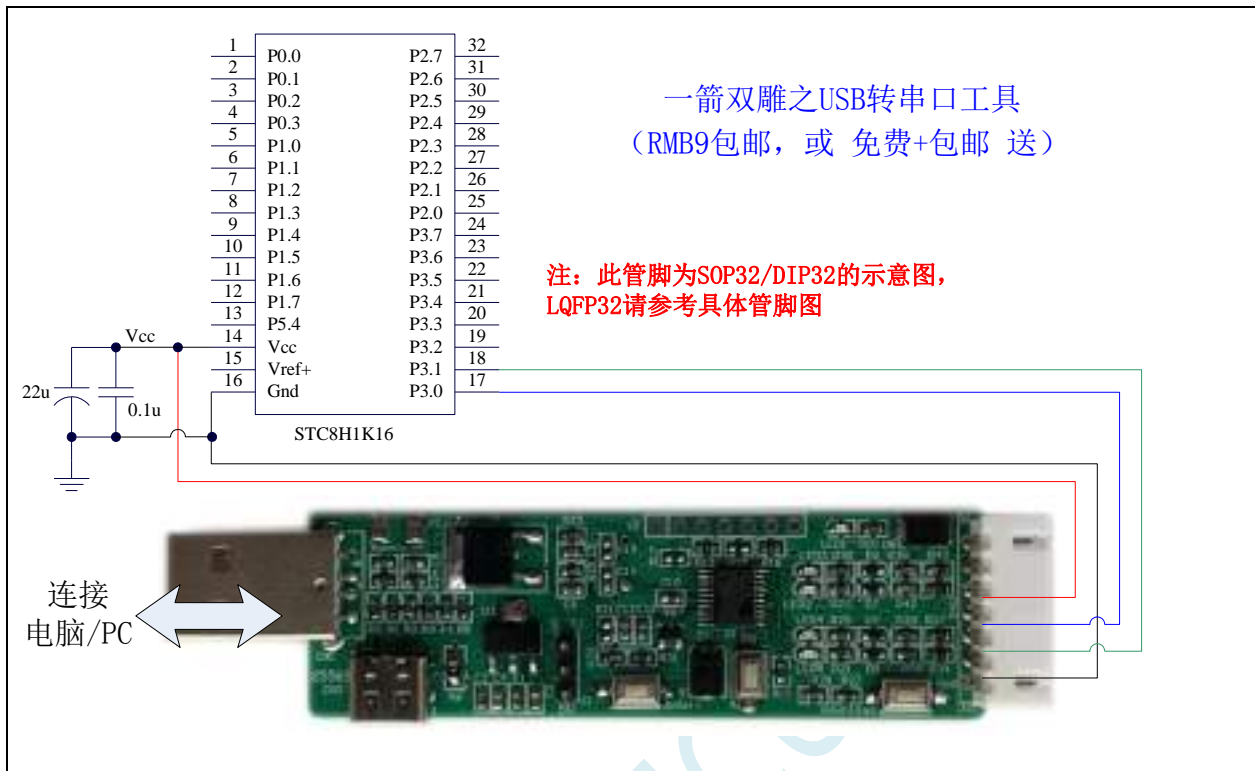 1 P0.0 P2.7 32
2 P0.1 P2.6 31
3 P0.2 P2.5 30
4 P0.3 P2.4 29
5 P1.0 P2.3 28
6 P1.1 P2.2 27
7 P1.2 P2.1 26
8 P1.3 P2.0 25
9 P1.4 P3.7 24
10 P1.5 P3.6 23
11 P1.6 P3.5 22
12 P1.7 P3.4 21
13 P5.4 P3.3 20
14 Vcc P3.2 19
15 Vref+ P3.1 18
16 Gnd P3.0 17
STC8H1K16
Vcc
22u
0.1u
一箭双雕之USB转串口工具
(RMB9包邮，或 免费+包邮 送)
注：此管脚为SOP32/DIP32的示意图，
LQFP32请参考具体管脚图
连接
电脑/PC